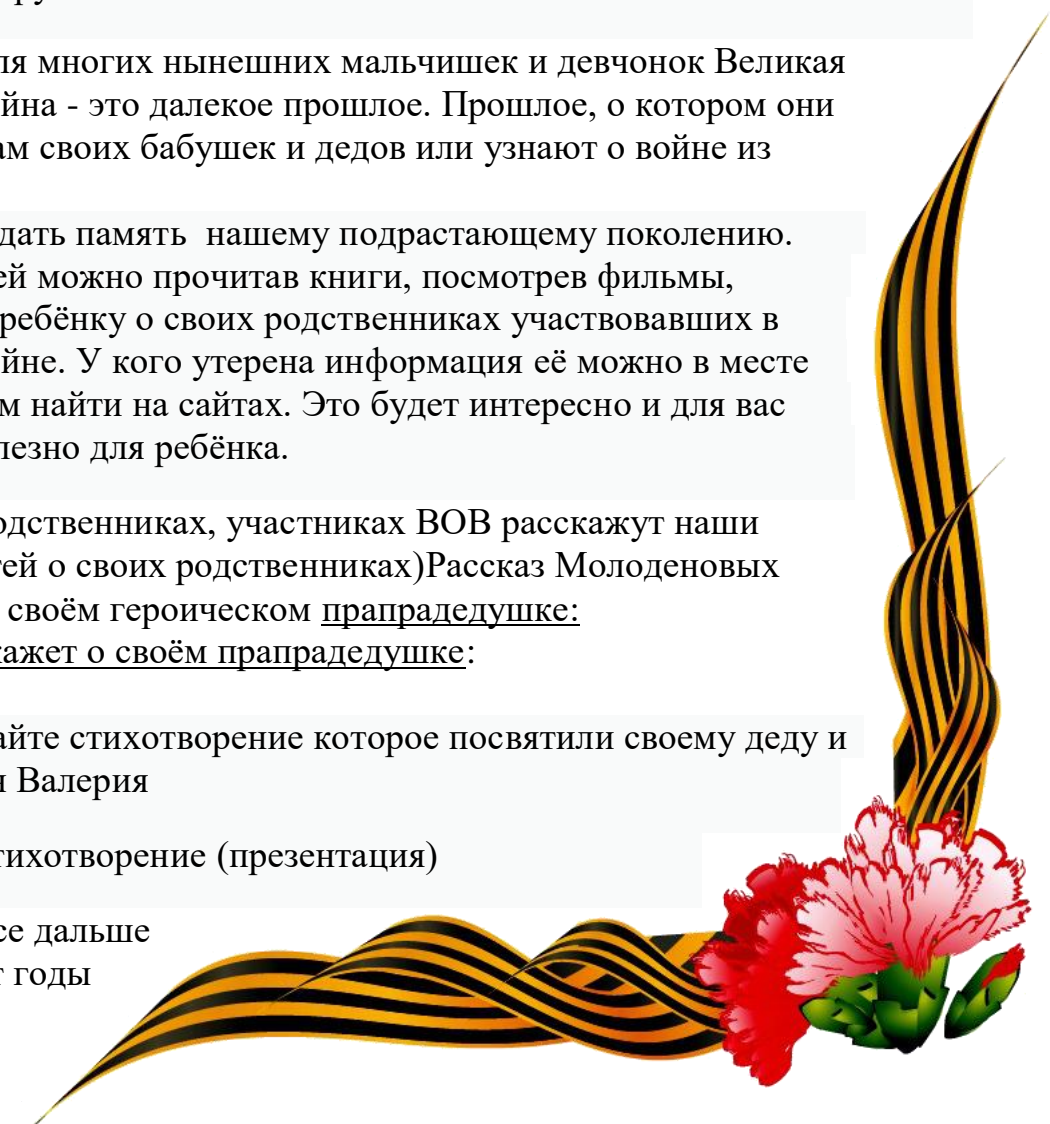 ля многих нынешних мальчишек и девчонок Великая
йна - это далекое прошлое. Прошлое, о котором они
ам своих бабушек и дедов или узнают о войне из
дать память  нашему подрастающему поколению.
ей можно прочитав книги, посмотрев фильмы,
ребёнку о своих родственниках участвовавших в
йне. У кого утерена информация её можно в месте
м найти на сайтах. Это будет интересно и для вас
лезно для ребёнка.
одственниках, участниках ВОВ расскажут наши
тей о своих родственниках)Рассказ Молоденовых
своём героическом прапрадедушке:
кажет о своём прапрадедушке:
айте стихотворение которое посвятили своему деду и
я Валерия
тихотворение (презентация)
се дальше
т годы